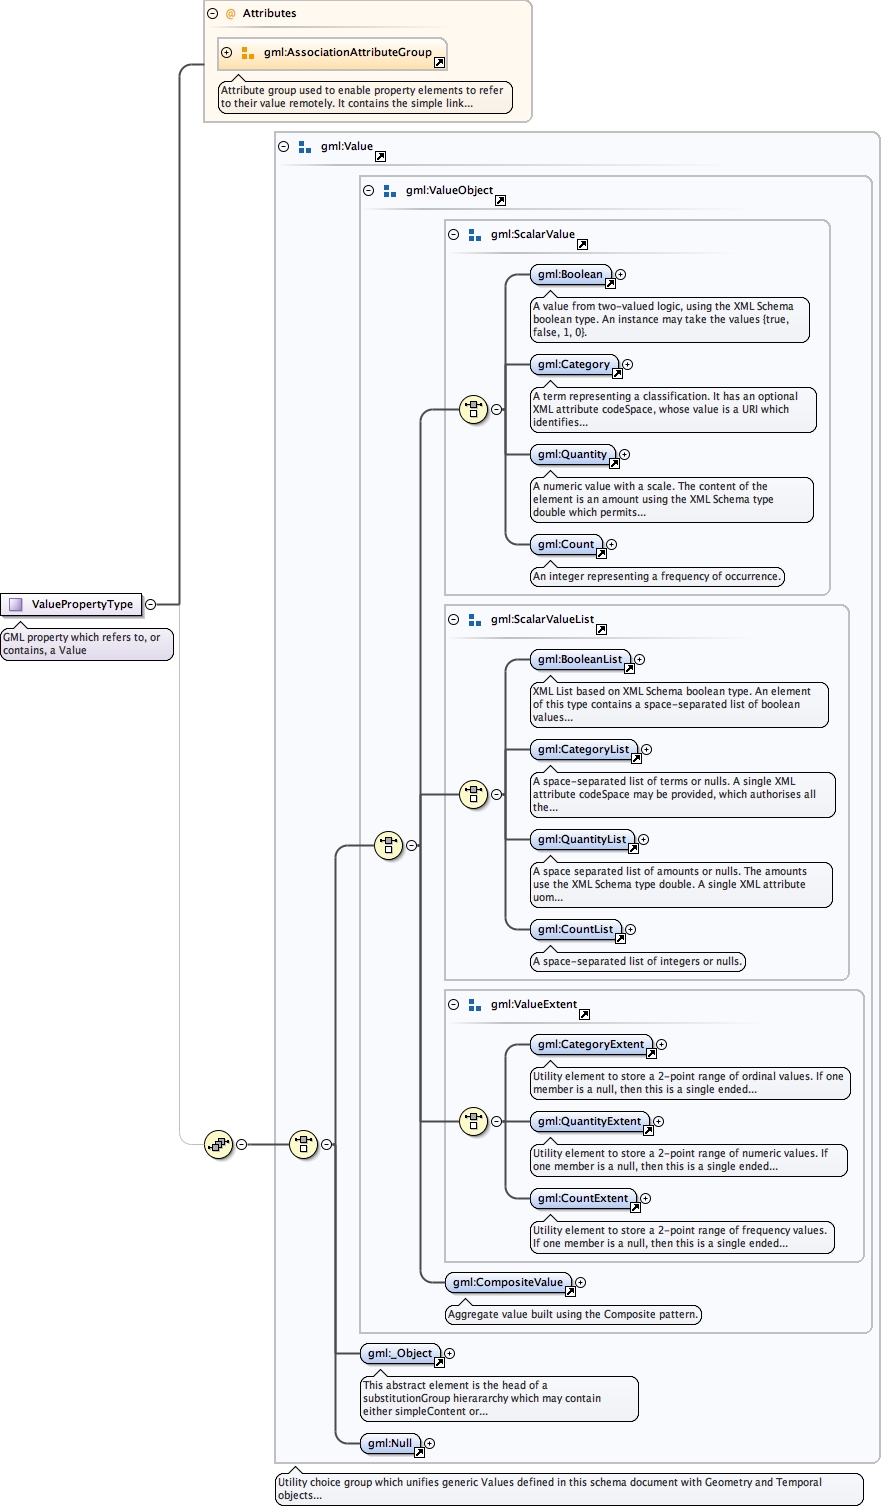 Attributes
gml:AssociationAttributeGroup
Attribute group used to enable property elements to refer
to their value remotely. It contains the simple link...
gml:Value
gml:ValueObject
gml:ScalarValue
gml:Boolean
A value from two-valued logic, using the XML Schema
boolean type. An instance may take the values {true,
false, 1, 0}.
gml:Category
A term representing a classification. It has an optional
XML attribute codeSpace, whose value is a URI which
identifies...
gml:Quantity
A numeric value with a scale. The content of the
element is an amount using the XML Schema type
double which permits...
gml:Count
An integer representing a frequency of occurrence.
ValuePropertyType
GML property which refers to, or
contains, a Value
gml:ScalarValueList
gml:BooleanList
XML List based on XML Schema boolean type. An element
of this type contains a space-separated list of boolean
values...
gml:CategoryList
A space-separated list of terms or nulls. A single XML
attribute codeSpace may be provided, which authorises all
the...
gml:QuantityList
A space separated list of amounts or nulls. The amounts
use the XML Schema type double. A single XML attribute
uom...
gml:CountList
A space-separated list of integers or nulls.
gml:ValueExtent
gml:CategoryExtent
Utility element to store a 2-point range of ordinal values. If one
member is a null, then this is a single ended...
gml:QuantityExtent
Utility element to store a 2-point range of numeric values. If
one member is a null, then this is a single ended...
gml:CountExtent
Utility element to store a 2-point range of frequency values.
If one member is a null, then this is a single ended...
gml:CompositeValue
Aggregate value built using the Composite pattern.
gml:_Object
This abstract element is the head of a
substitutionGroup hierararchy which may contain
either simpleContent or...
gml:Null
Utility choice group which unifies generic Values defined in this schema document with Geometry and Temporal
objects...